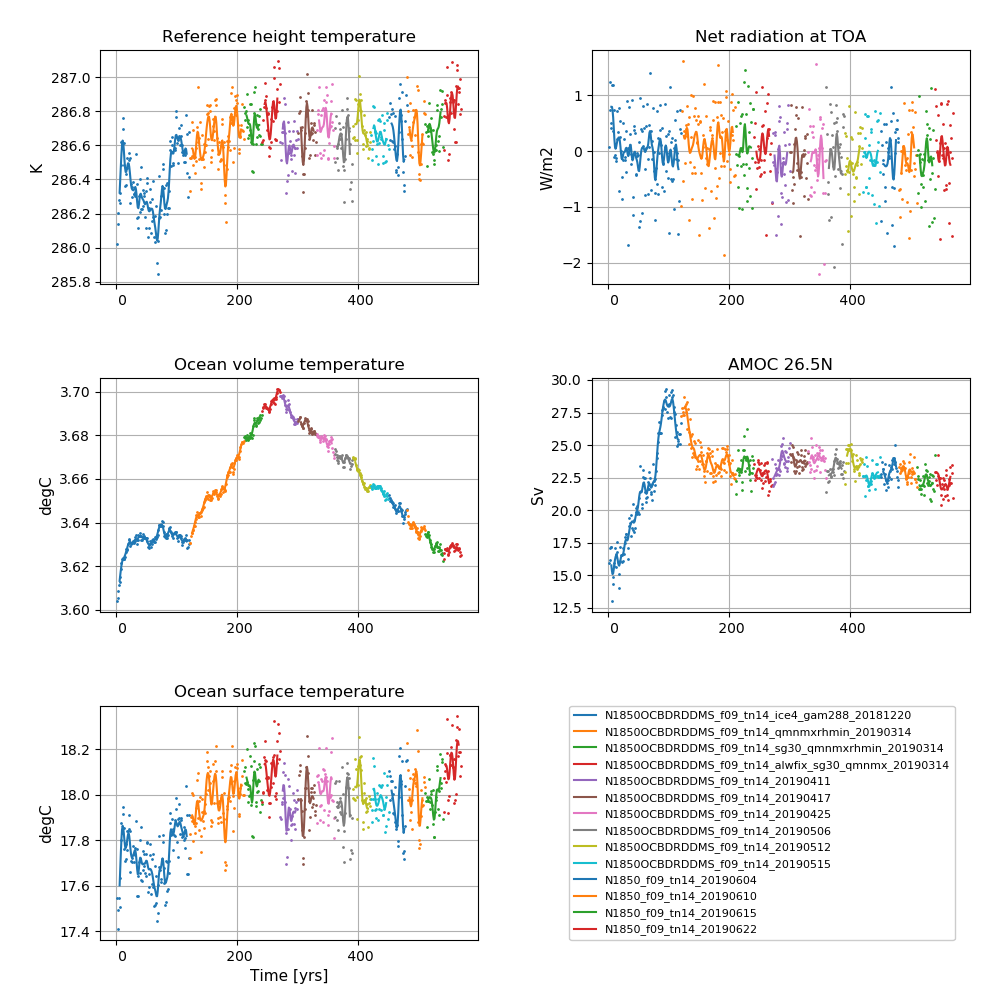 Reference height temperature
287.0
286.8
286.6
286.4
286.2
286.0
285.8
K
0 200 400
Net radiation at TOA
1
0
−1
−2
W/m2
0 200 400
Ocean volume temperature
3.70
3.68
3.66
3.64
3.62
3.60
degC
0 200 400
AMOC 26.5N
30.0
27.5
25.0
22.5
20.0
17.5
15.0
12.5
Sv
0 200 400
Ocean surface temperature
18.2
18.0
17.8
17.6
17.4
degC
0 200 400
Time [yrs]
N1850OCBDRDDMS_f09_tn14_ice4_gam288_20181220
N1850OCBDRDDMS_f09_tn14_qmnmxrhmin_20190314
N1850OCBDRDDMS_f09_tn14_sg30_qmnmxrhmin_20190314
N1850OCBDRDDMS_f09_tn14_alwfix_sg30_qmnmx_20190314
N1850OCBDRDDMS_f09_tn14_20190411
N1850OCBDRDDMS_f09_tn14_20190417
N1850OCBDRDDMS_f09_tn14_20190425
N1850OCBDRDDMS_f09_tn14_20190506
N1850OCBDRDDMS_f09_tn14_20190512
N1850OCBDRDDMS_f09_tn14_20190515
N1850_f09_tn14_20190604
N1850_f09_tn14_20190610
N1850_f09_tn14_20190615
N1850_f09_tn14_20190622